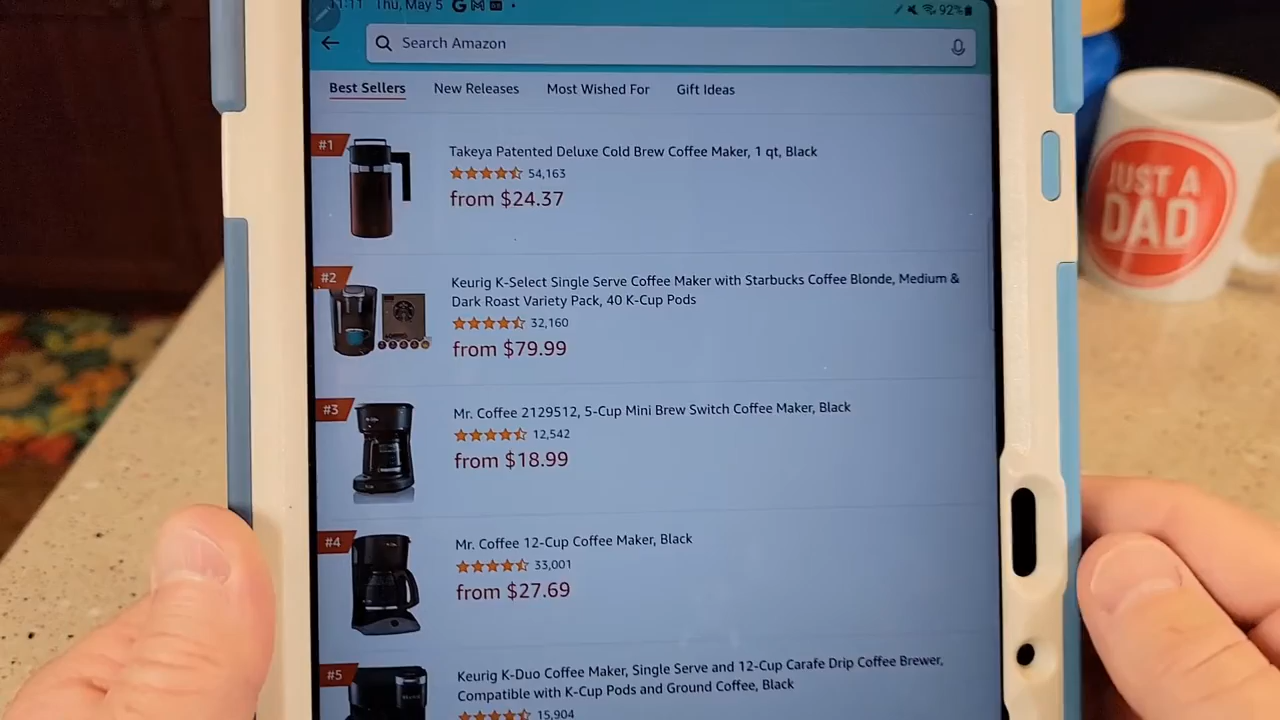 11:11 Thu, May 5 G M
92%
Search Amazon
Best Sellers New Releases Most Wished For Gift Ideas
#1
Takeya Patented Deluxe Cold Brew Coffee Maker, 1 qt, Black
54,163
from $24.37
#2
Keurig K-Select Single Serve Coffee Maker with Starbucks Coffee Blonde, Medium &
Dark Roast Variety Pack, 40 K-Cup Pods
32,160
from $79.99
#3
Mr. Coffee 2129512, 5-Cup Mini Brew Switch Coffee Maker, Black
12,542
from $18.99
#4
Mr. Coffee 12-Cup Coffee Maker, Black
33,001
from $27.69
#5
Keurig K-Duo Coffee Maker, Single Serve and 12-Cup Carafe Drip Coffee Brewer,
Compatible with K-Cup Pods and Ground Coffee, Black
15,904
JUST A
DAD